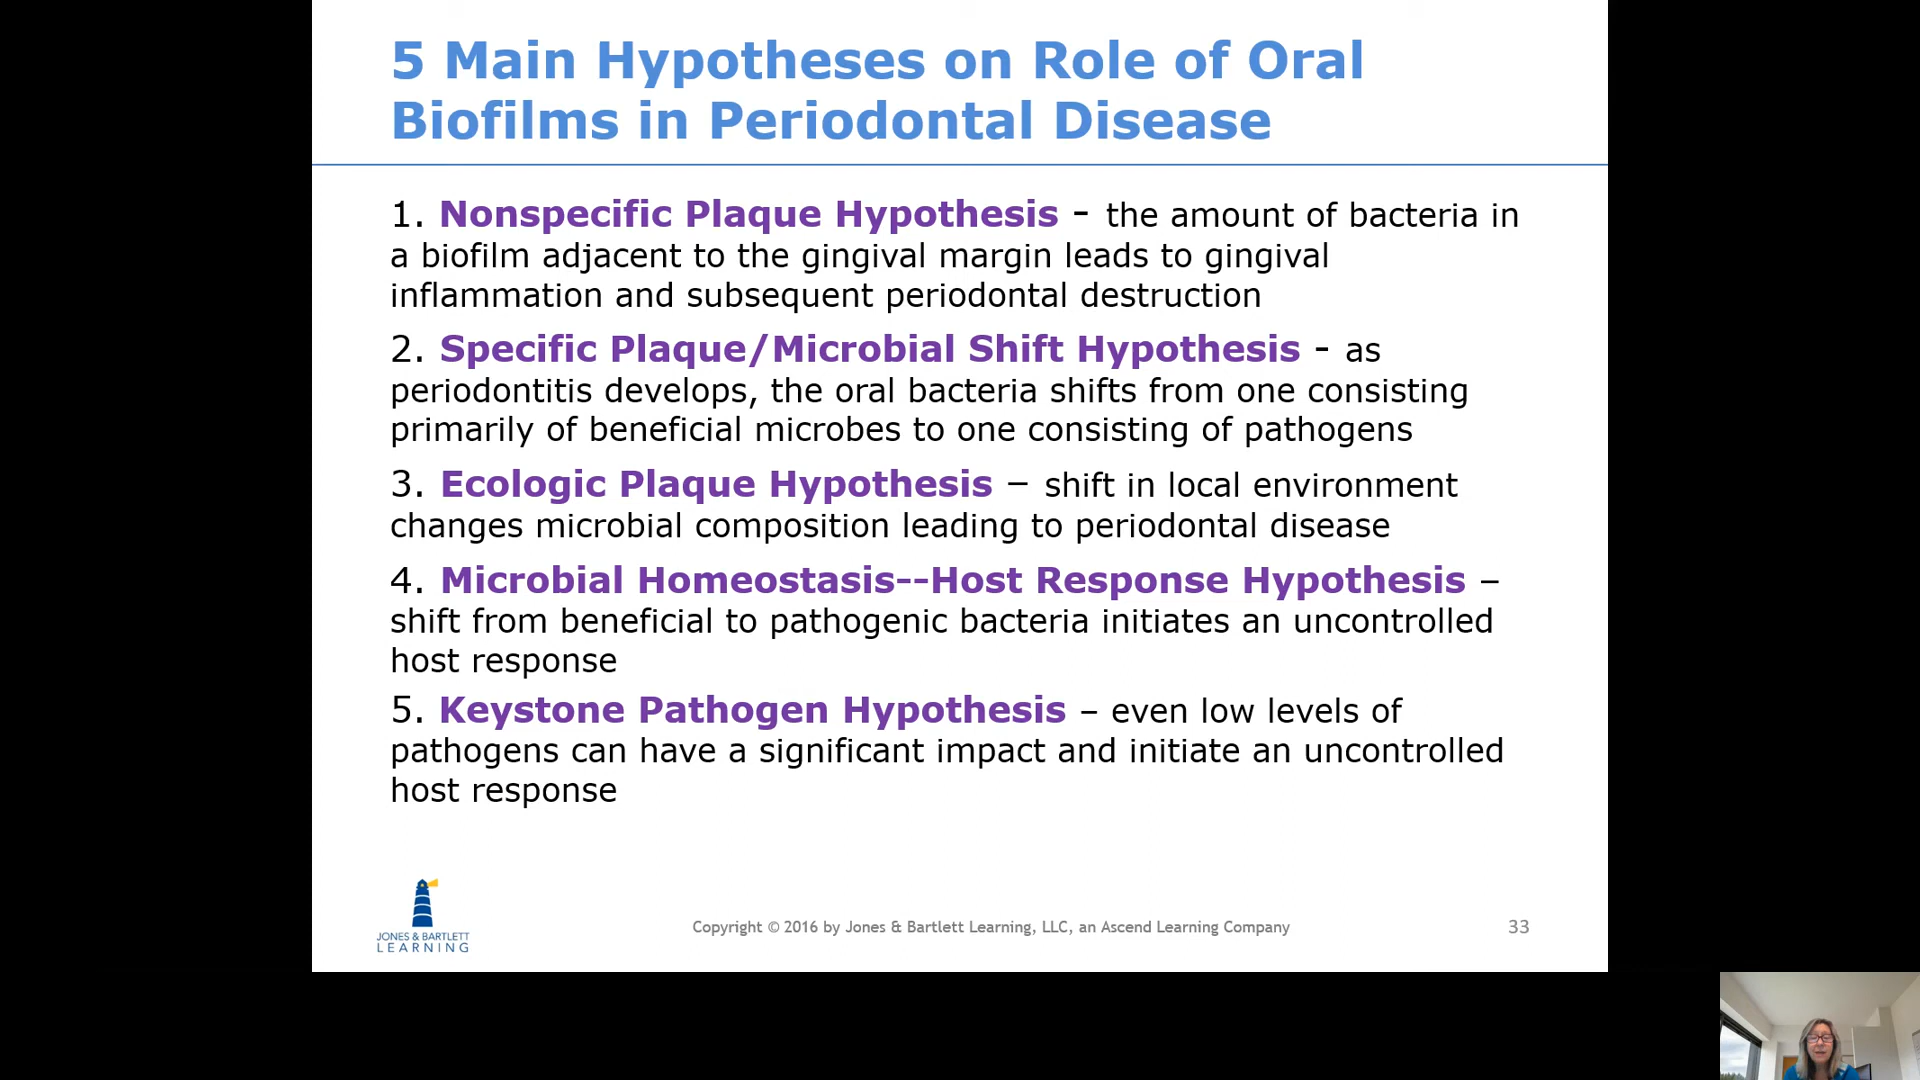 5 Main Hypotheses on Role of Oral
Biofilms in Periodontal Disease
1. Nonspecific Plaque Hypothesis - the amount of bacteria in
a biofilm adjacent to the gingival margin leads to gingival
inflammation and subsequent periodontal destruction
2. Specific Plaque/Microbial Shift Hypothesis - as
periodontitis develops, the oral bacteria shifts from one consisting
primarily of beneficial microbes to one consisting of pathogens
3. Ecologic Plaque Hypothesis – shift in local environment
changes microbial composition leading to periodontal disease
4. Microbial Homeostasis--Host Response Hypothesis –
shift from beneficial to pathogenic bacteria initiates an uncontrolled
host response
5. Keystone Pathogen Hypothesis – even low levels of
pathogens can have a significant impact and initiate an uncontrolled
host response
JONES & BARTLETT
LEARNING
Copyright © 2016 by Jones & Bartlett Learning, LLC, an Ascend Learning Company
33